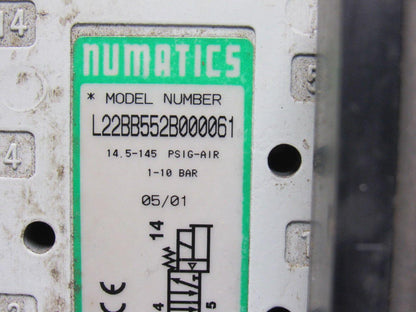 NUMATICS
* MODEL NUMBER
L22BB552B000061
14.5-145 PSIG-AIR
1-10 BAR
05/01
14
4
5
CE
14
4